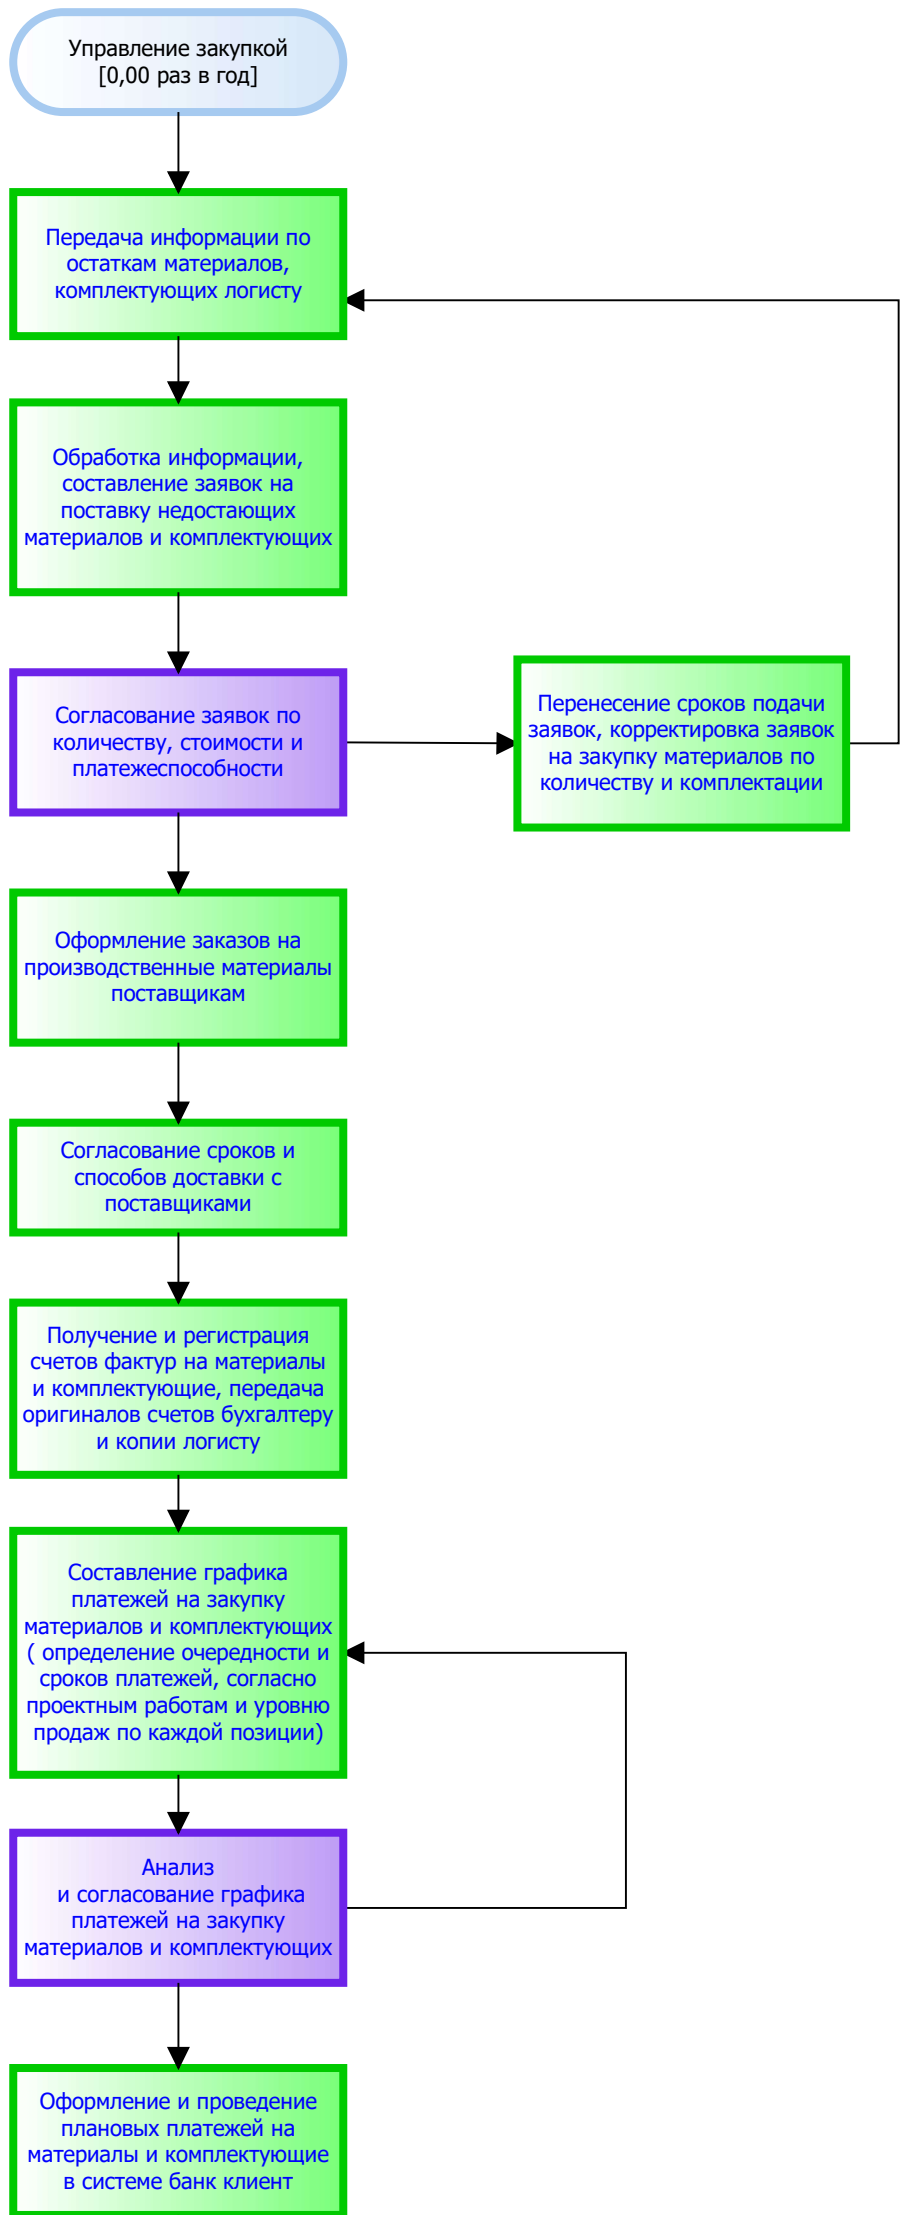 Управление закупкой
[0,00 раз в год]
Передача информации по
остаткам материалов,
комплектующих логисту
Обработка информации,
составление заявок на
поставку недостающих
материалов и комплектующих
Согласование заявок по
количеству, стоимости и
платежеспособности
Перенесение сроков подачи
заявок, корректировка заявок
на закупку материалов по
количеству и комплектации
Оформление заказов на
производственные материалы
поставщикам
Согласование сроков и
способов доставки с
поставщиками
Получение и регистрация
счетов фактур на материалы
и комплектующие, передача
оригиналов счетов бухгалтеру
и копии логисту
Составление графика
платежей на закупку
материалов и комплектующих
( определение очередности и
сроков платежей, согласно
проектным работам и уровню
продаж по каждой позиции)
Анализ
и согласование графика
платежей на закупку
материалов и комплектующих
Оформление и проведение
плановых платежей на
материалы и комплектующие
в системе банк клиент